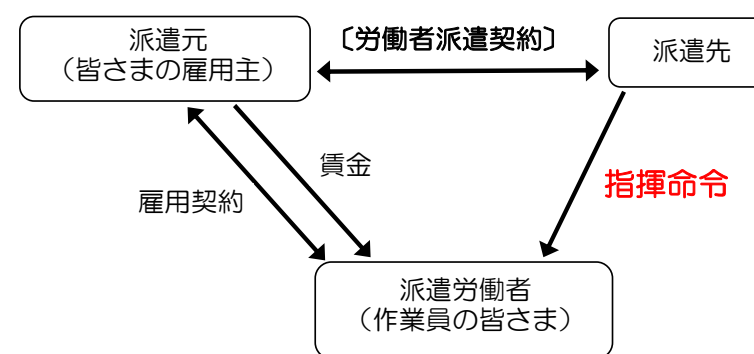 派遣元
（皆さまの雇用主）
〔労働者派遣契約〕
派遣先
賃金
雇用契約
指揮命令
派遣労働者
（作業員の皆さま）